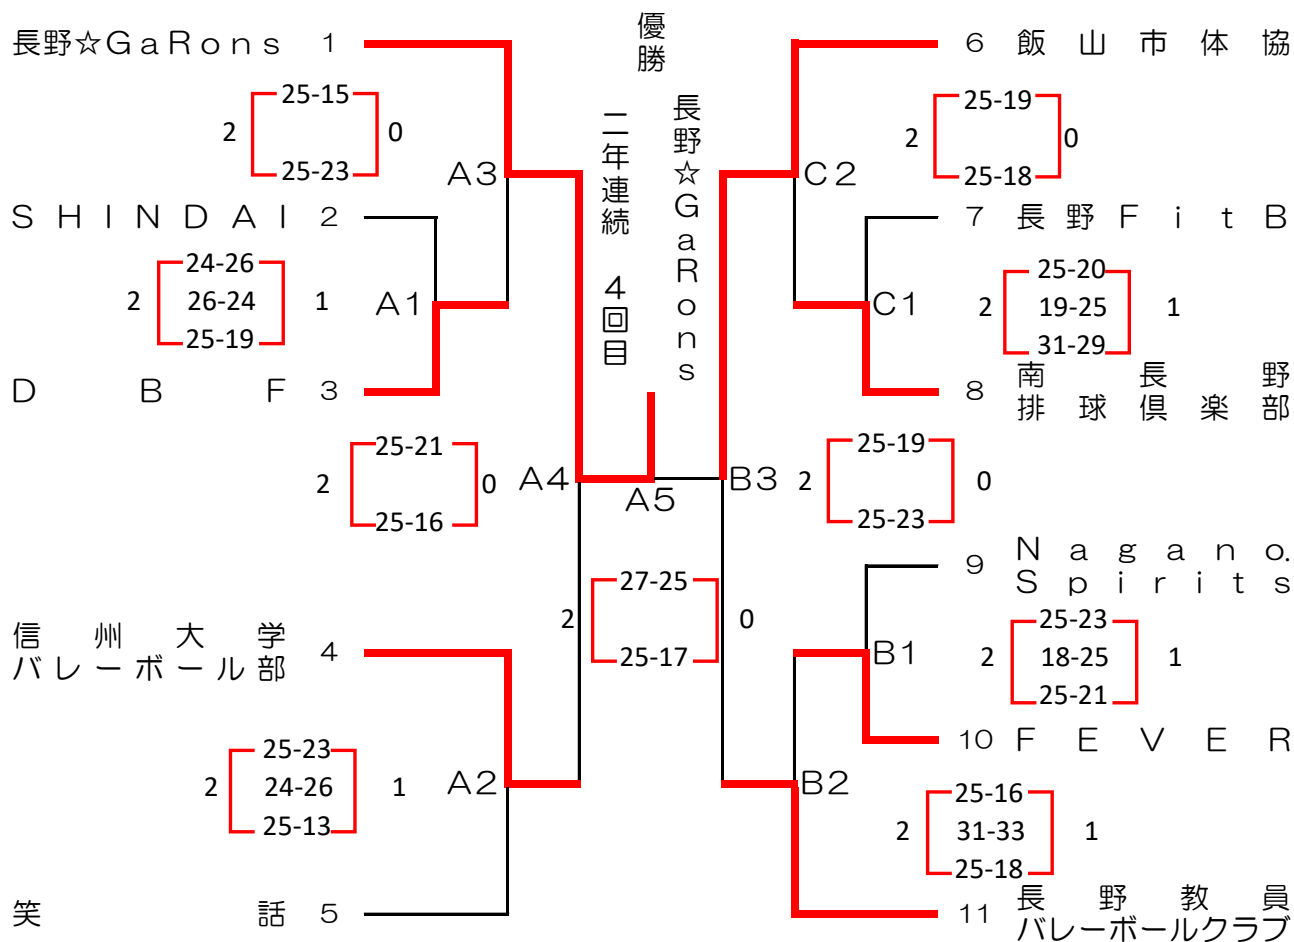 優勝
長野☆GaRons
二年連続 4回目
長野☆GaRons 1
25-15
2 0
25-23
A3
SHINDAI 2
24-26
2 26-24 1
25-19
A1
DBF 3
25-21
2 0
25-16
A4
A5
27-25
2 0
25-17
信州大学
バレーボール部 4
25-23
2 24-26 1
25-13
A2
笑話 5
6 飯山市体協
25-19
2 0
25-18
C2
7 長野FitB
25-20
2 19-25 1
31-29
C1
8 南長野
排球倶楽部
25-19
2 0
25-23
B3
9 Nagano.
Spirits
25-23
2 18-25 1
25-21
B1
10 FEVER
B2
25-16
2 31-33 1
25-18
11 長野教員
バレーボールクラブ